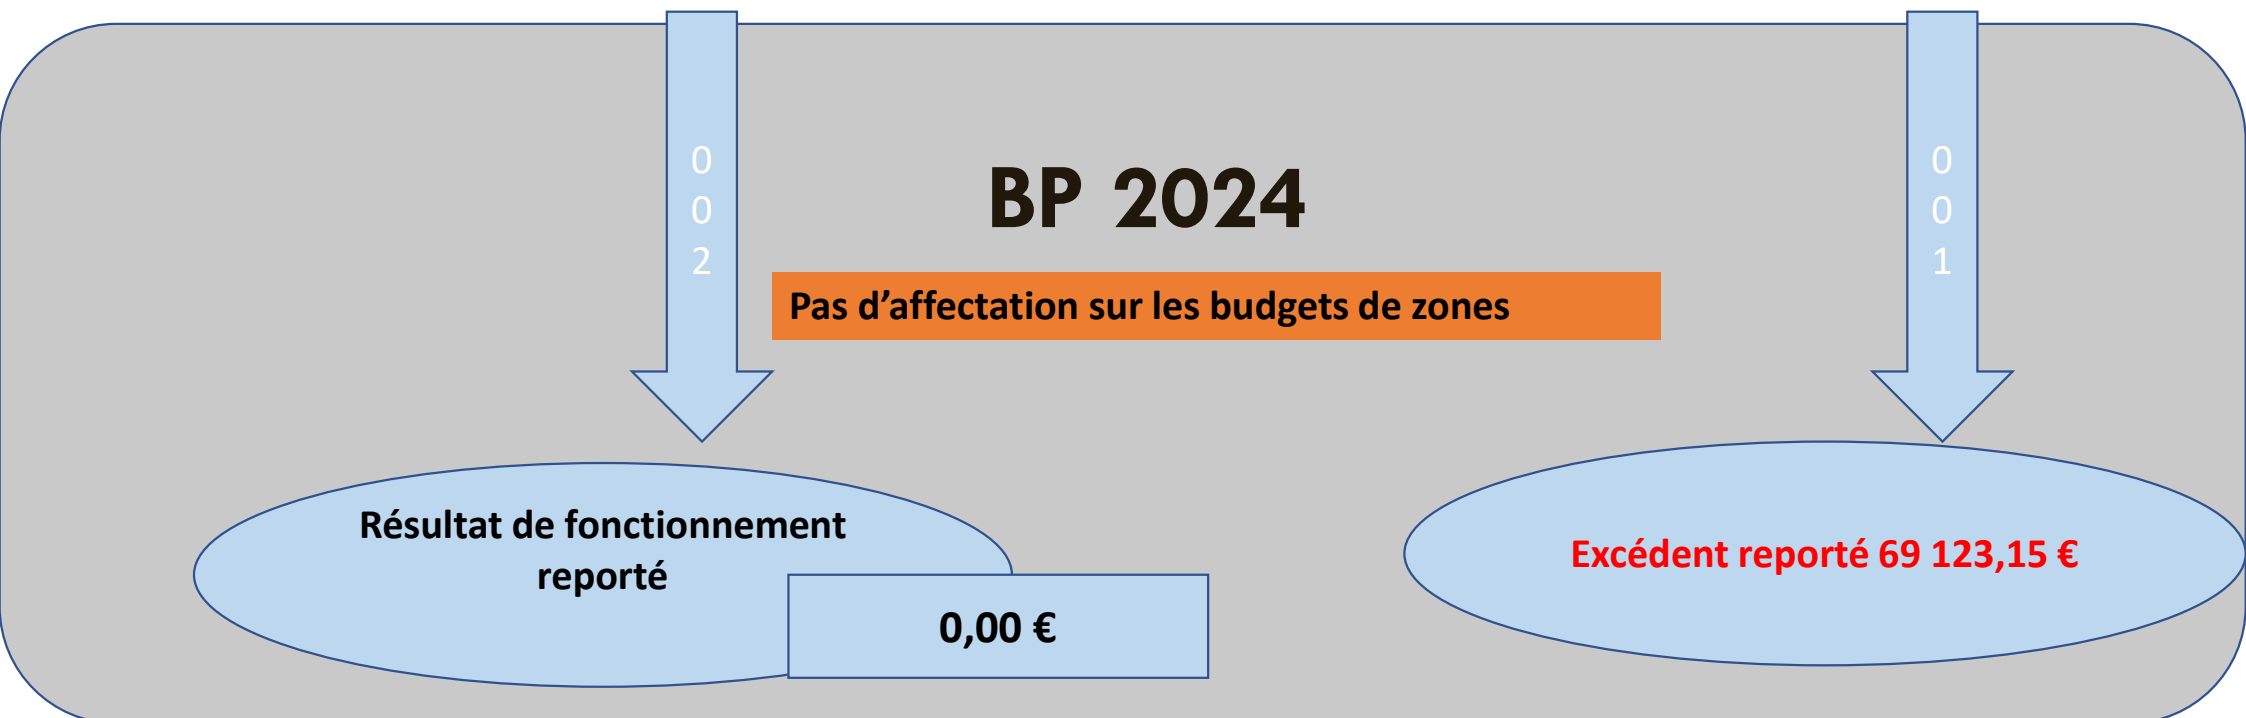 0
0
2
BP 2024
0
0
1
Pas d’affectation sur les budgets de zones
Résultat de fonctionnement
reporté
0,00 €
Excédent reporté 69 123,15 €